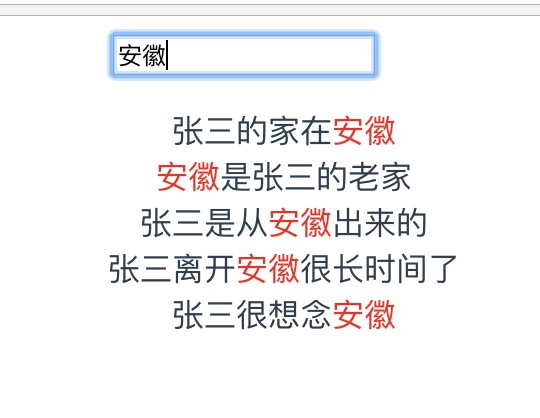 安徽
张三的家在安徽
安徽是张三的老家
张三是从安徽出来的
张三离开安徽很长时间了
张三很想念安徽